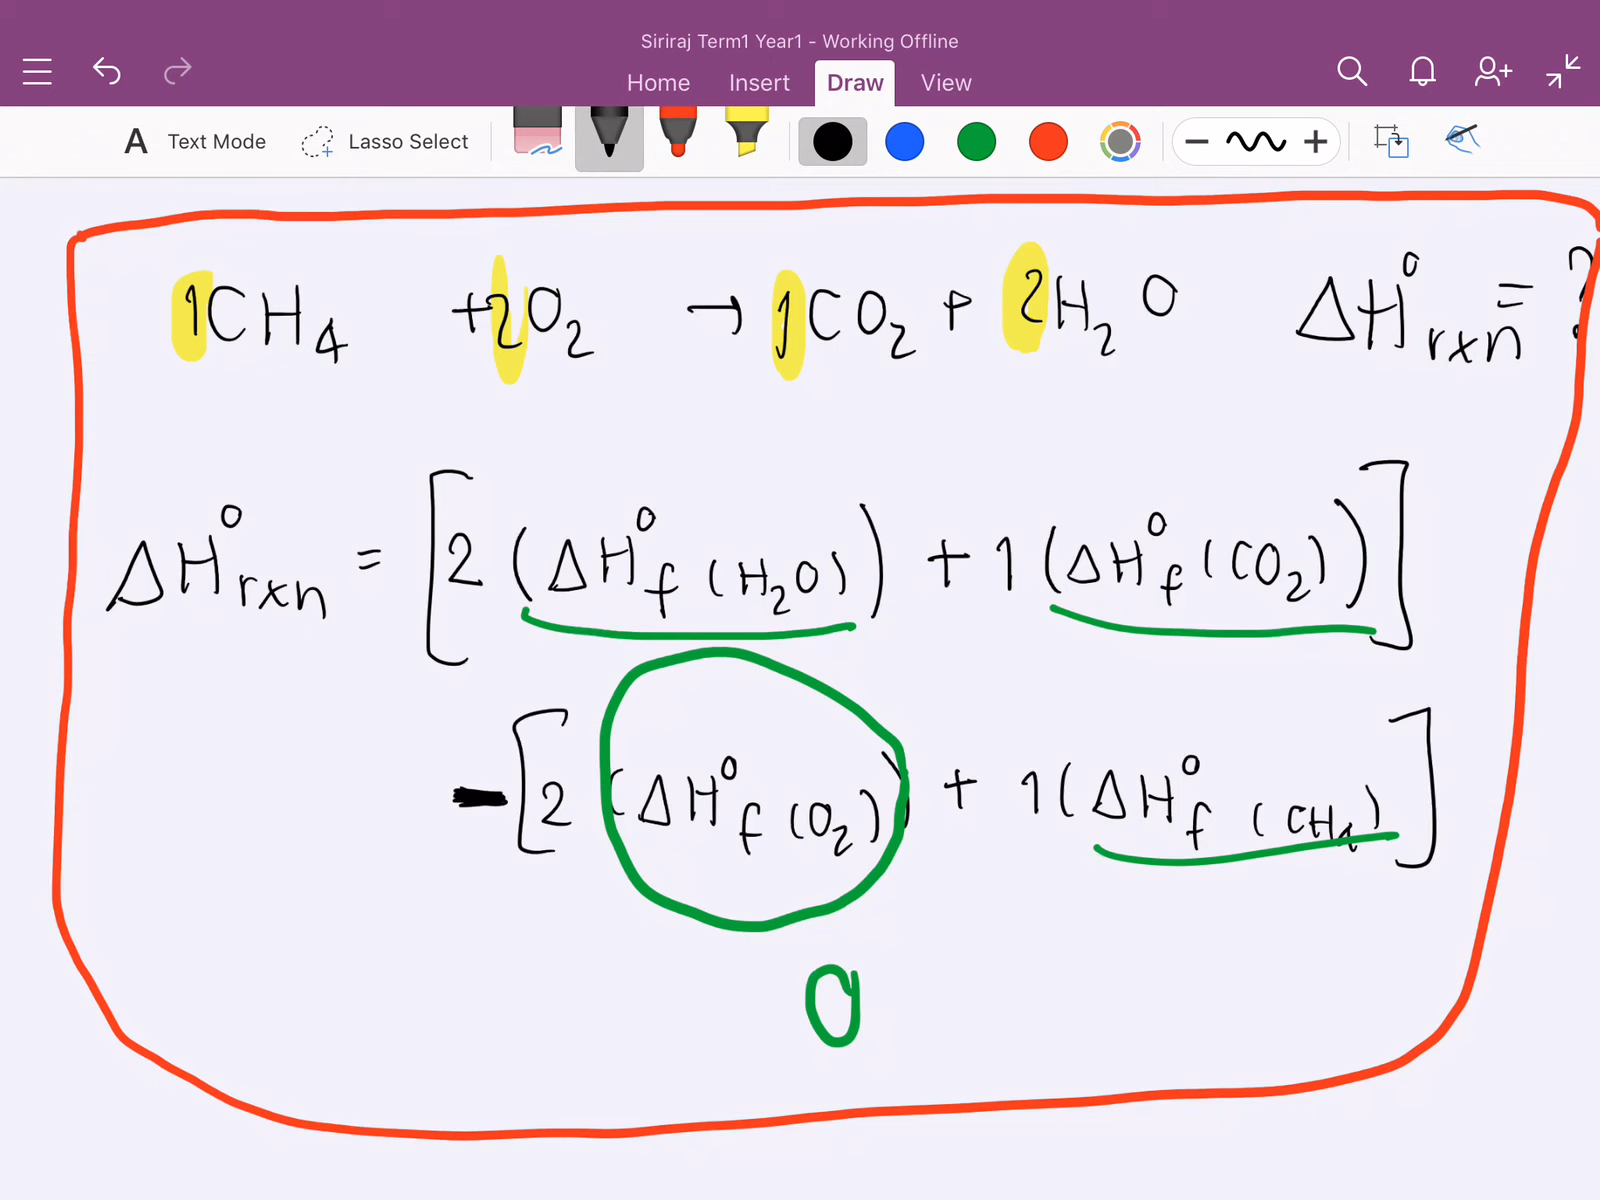 Siriraj Term1 Year1 - Working Offline
Home Insert Draw View
A Text Mode Lasso Select
1CH₄ +2O₂ → 1CO₂ + 2H₂O ΔH°rxn = ?
ΔH°rxn = [2 (ΔH°f (H₂O)) + 1 (ΔH°f (CO₂))]
-[2 (ΔH°f (O₂)) + 1(ΔH°f (CH₄)]
0